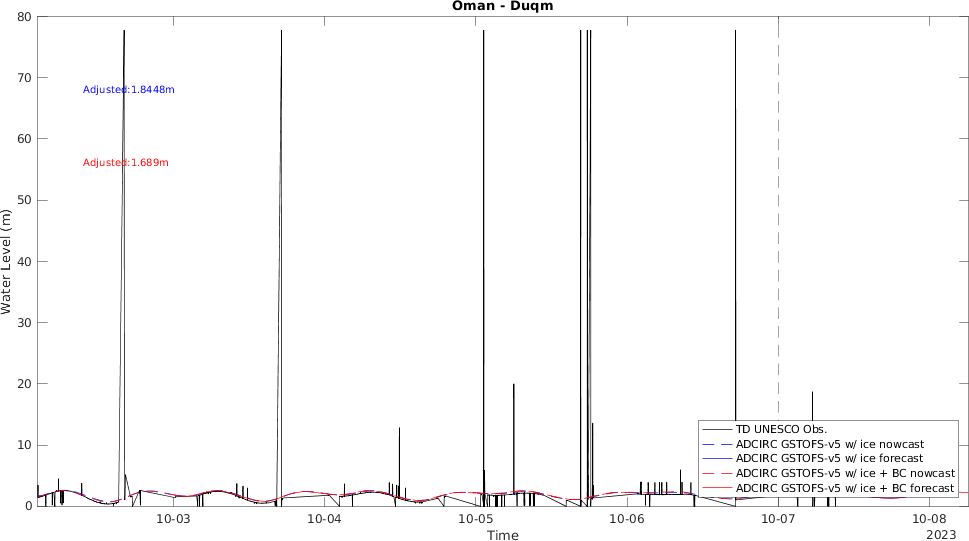 Oman - Duqm
80
70
60
50
40
30
20
10
0
Water Level (m)
Adjusted:1.8448m
Adjusted:1.689m
TD UNESCO Obs.
ADCIRC GSTOFS-v5 w/ ice nowcast
ADCIRC GSTOFS-v5 w/ ice forecast
ADCIRC GSTOFS-v5 w/ ice + BC nowcast
ADCIRC GSTOFS-v5 w/ ice + BC forecast
10-03 10-04 10-05 10-06 10-07 10-08
Time
2023